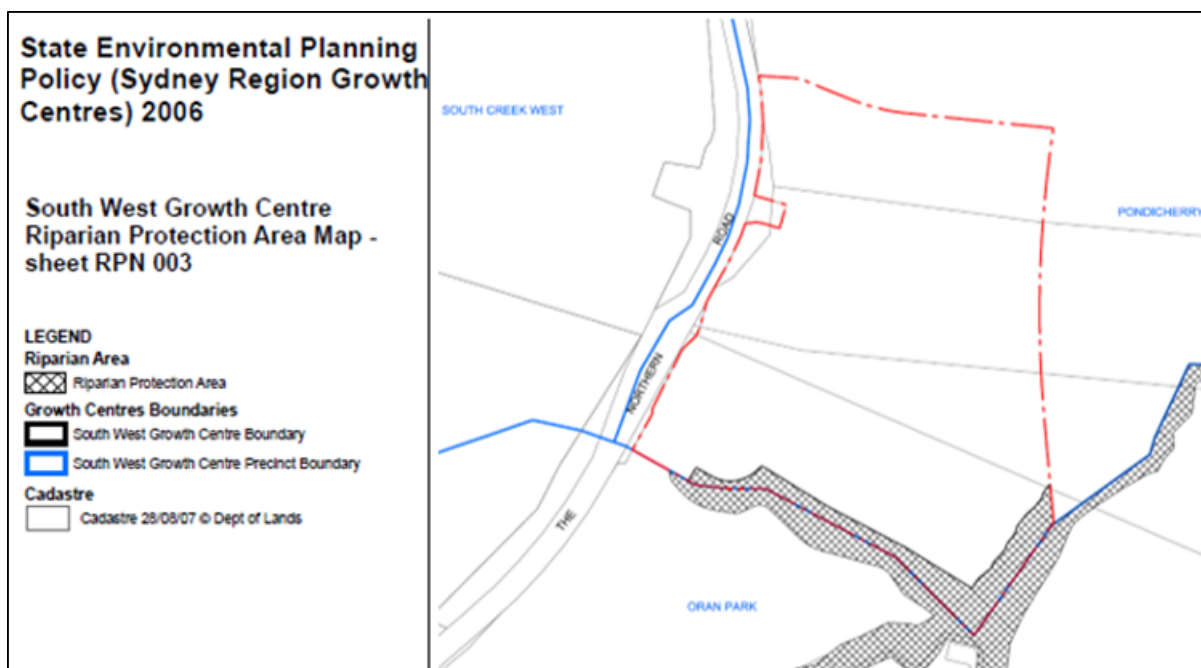 State Environmental Planning
Policy (Sydney Region Growth
Centres) 2006
South West Growth Centre
Riparian Protection Area Map -
sheet RPN 003
LEGEND
Riparian Area
Riparian Protection Area
Growth Centres Boundaries
South West Growth Centre Boundary
South West Growth Centre Precinct Boundary
Cadastre
Cadastre 28/08/07 © Dept of Lands
SOUTH CREEK WEST
PONDICHERRY
ROAD
NORTHERN
THE
ORAN PARK